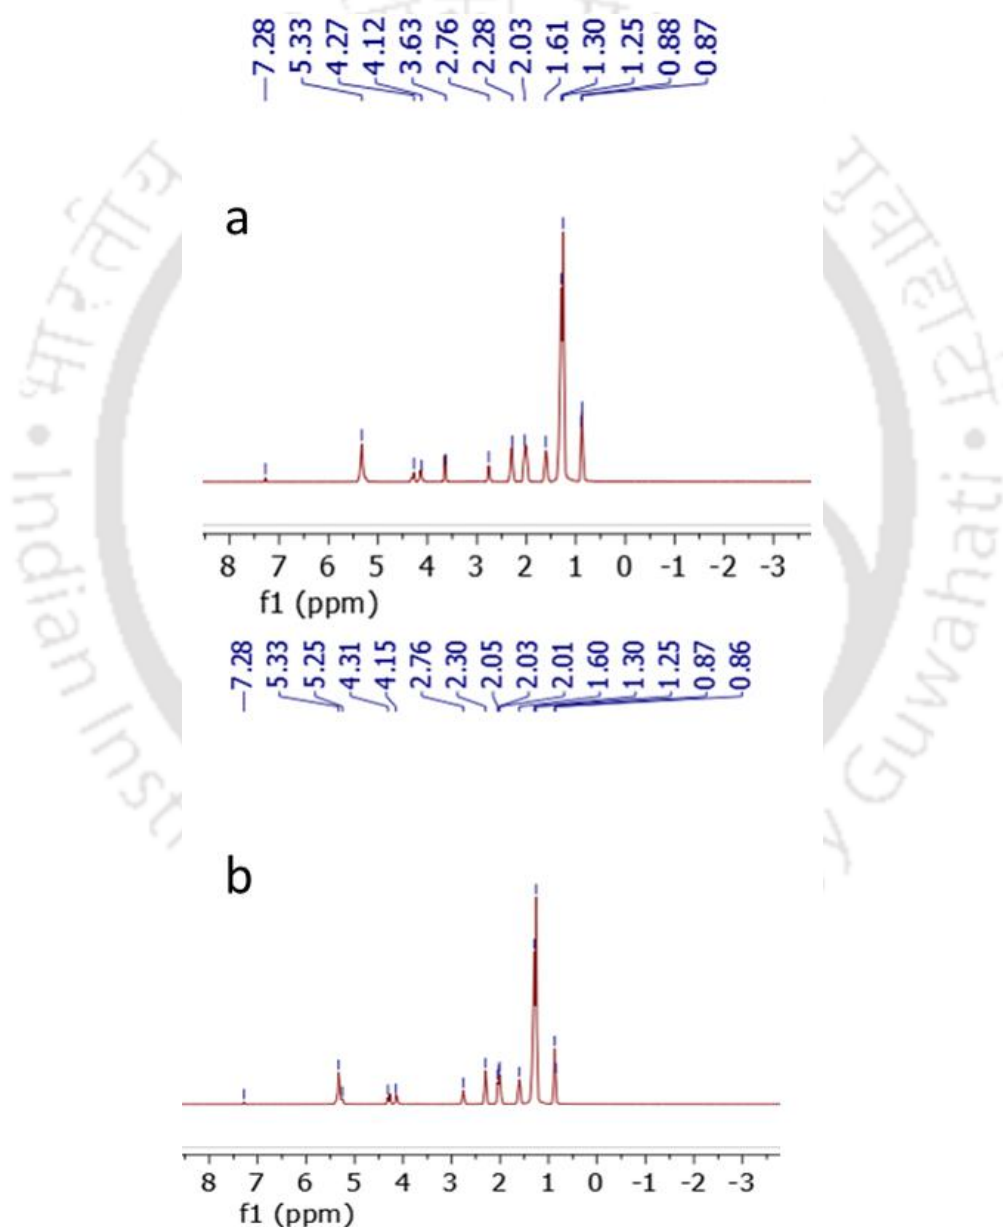 7.28 5.33 4.27 4.12 3.63 2.76 2.28 2.03 1.61 1.30 1.25 0.88 0.87
a
8 7 6 5 4 3 2 1 0 -1 -2 -3
f1 (ppm)
7.28 5.33 5.25 4.31 4.15 2.76 2.30 2.05 2.03 2.01 1.60 1.30 1.25 0.87 0.86
b
8 7 6 5 4 3 2 1 0 -1 -2 -3
f1 (ppm)
भारतीय
गुवाहाटी
Indian Inst
y Guwahati